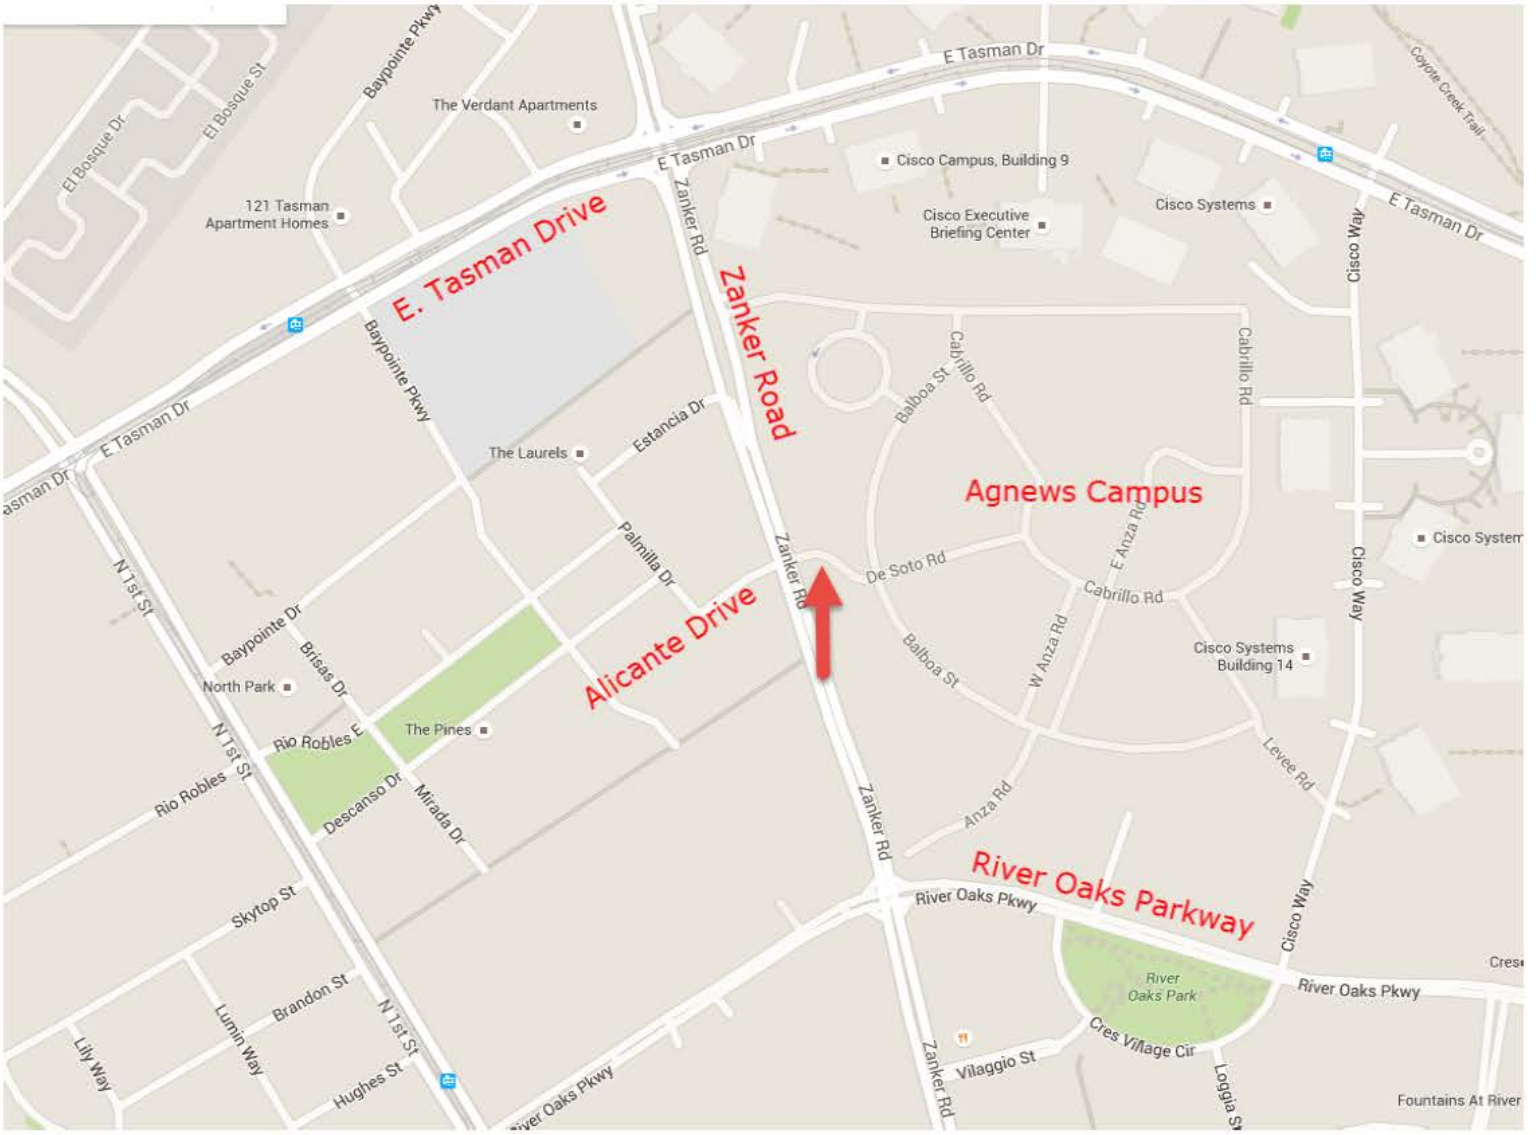 Baypointe Pkwy
E Tasman Dr
El Bosque St
Coyote Creek Trail
The Verdant Apartments
El Bosque Dr
E Tasman Dr
Cisco Campus, Building 9
121 Tasman
Apartment Homes
Zanker Rd
Cisco Executive
Briefing Center
Cisco Systems
E Tasman Dr
Cisco Way
E. Tasman Drive
Zanker Road
Baypointe Pkwy
Cabrillo Rd
Cabrillo Rd
Balboa St
E Tasman Dr
Estancia Dr
The Laurels
asman Dr
Agnews Campus
E Anza Rd
Cisco System
Zanker Rd
Palmilla Dr
De Soto Rd
N 1st St
Cisco Way
Cabrillo Rd
Alicante Drive
Baypointe Dr
Brisas Dr
W Anza Rd
Balboa St
Cisco Systems
Building 14
North Park
The Pines
Rio Robles E
N 1st St
Levee Rd
Rio Robles
Descanso Dr
Mirada Dr
Zanker Rd
Anza Rd
River Oaks Parkway
Skytop St
River Oaks Pkwy
Cisco Way
Cres
River
Oaks Park
River Oaks Pkwy
Brandon St
Lumin Way
N 1st St
Lily Way
Cres Village Cir
Zanker Rd
Vilaggio St
Hughes St
River Oaks Pkwy
Loggia St
Fountains At River